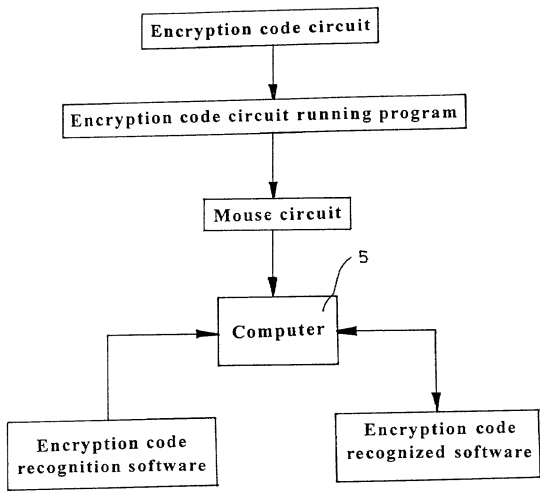 Encryption code circuit
Encryption code circuit running program
Mouse circuit
5
Computer
Encryption code
recognition software
Encryption code
recognized software